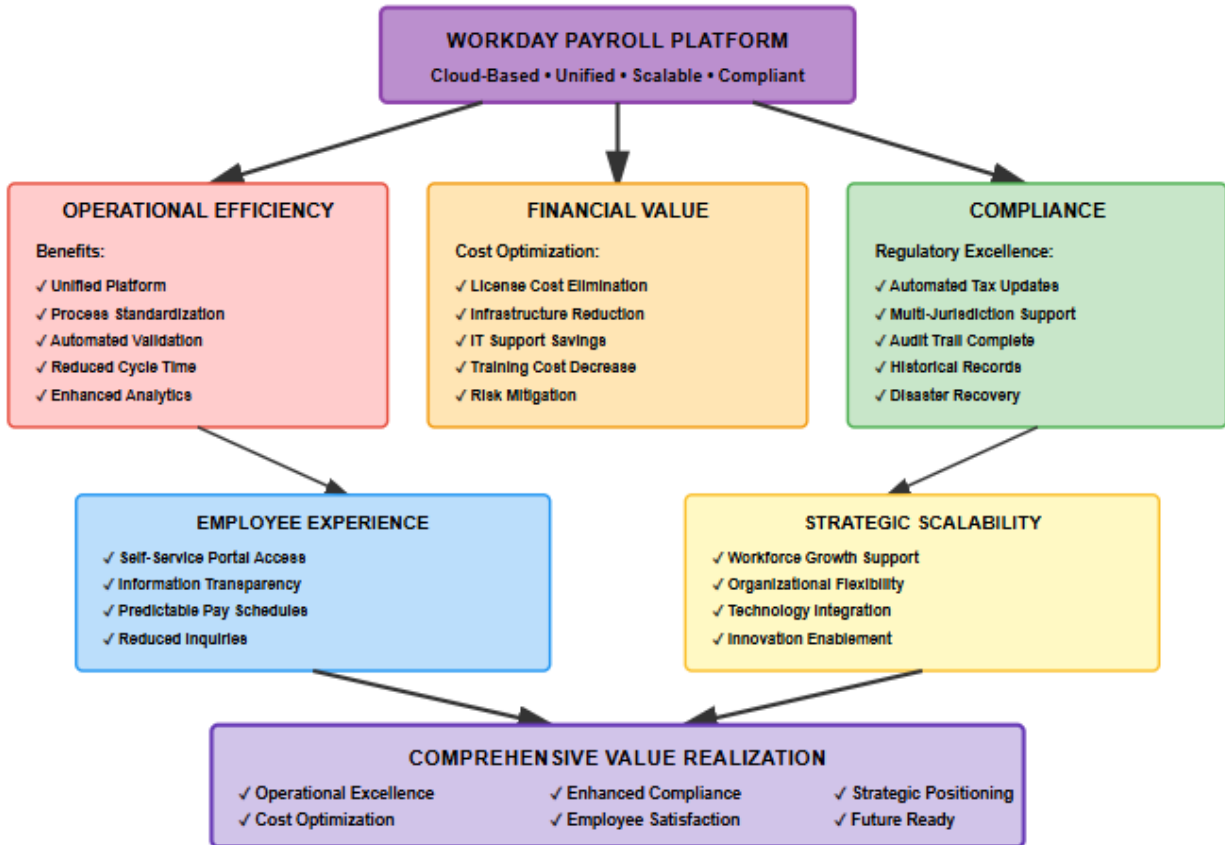 WORKDAY PAYROLL PLATFORM
Cloud-Based • Unified • Scalable • Compliant
OPERATIONAL EFFICIENCY
Benefits:
✓ Unified Platform
✓ Process Standardization
✓ Automated Validation
✓ Reduced Cycle Time
✓ Enhanced Analytics
FINANCIAL VALUE
Cost Optimization:
✓ License Cost Elimination
✓ Infrastructure Reduction
✓ IT Support Savings
✓ Training Cost Decrease
✓ Risk Mitigation
COMPLIANCE
Regulatory Excellence:
✓ Automated Tax Updates
✓ Multi-Jurisdiction Support
✓ Audit Trail Complete
✓ Historical Records
✓ Disaster Recovery
EMPLOYEE EXPERIENCE
✓ Self-Service Portal Access
✓ Information Transparency
✓ Predictable Pay Schedules
✓ Reduced Inquiries
STRATEGIC SCALABILITY
✓ Workforce Growth Support
✓ Organizational Flexibility
✓ Technology Integration
✓ Innovation Enablement
COMPREHENSIVE VALUE REALIZATION
✓ Operational Excellence ✓ Enhanced Compliance ✓ Strategic Positioning
✓ Cost Optimization ✓ Employee Satisfaction ✓ Future Ready